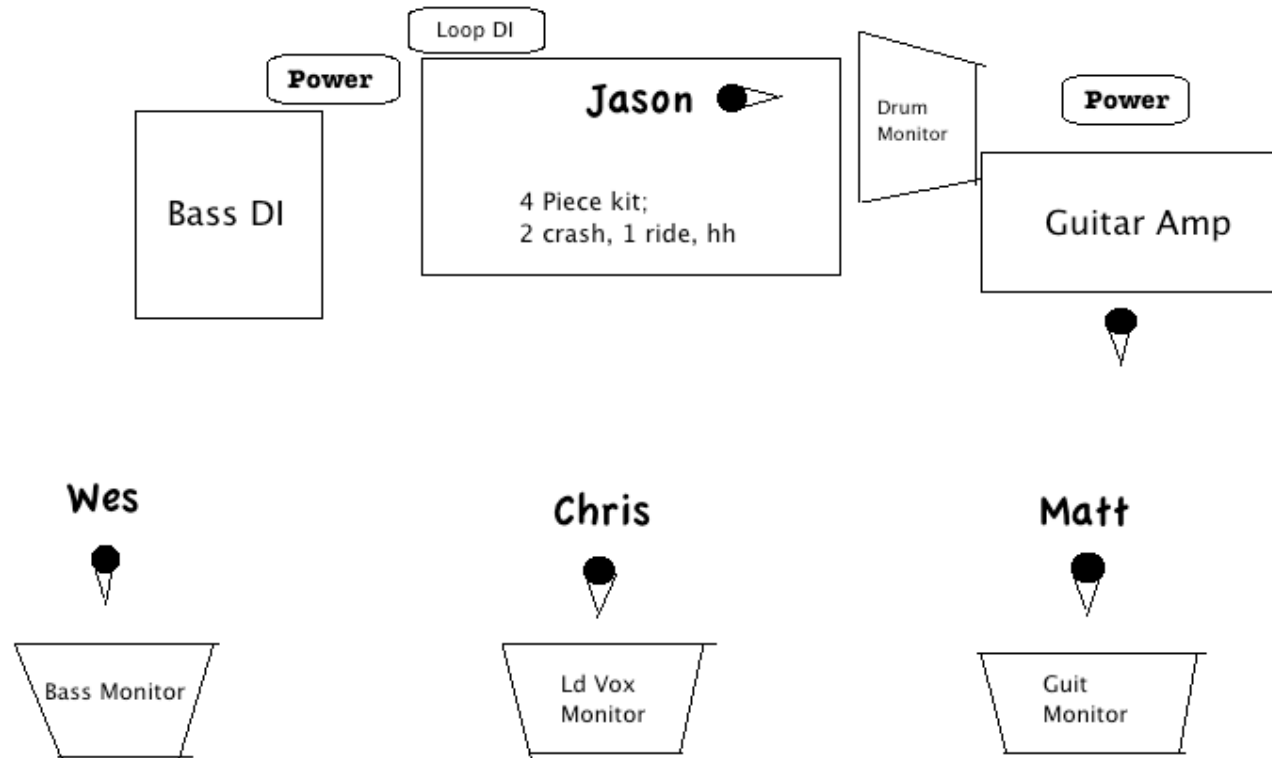 Loop DI
Power
Jason
Drum
Monitor
Power
Bass DI
4 Piece kit;
2 crash, 1 ride, hh
Guitar Amp
Wes
Chris
Matt
Bass Monitor
Ld Vox
Monitor
Guit
Monitor